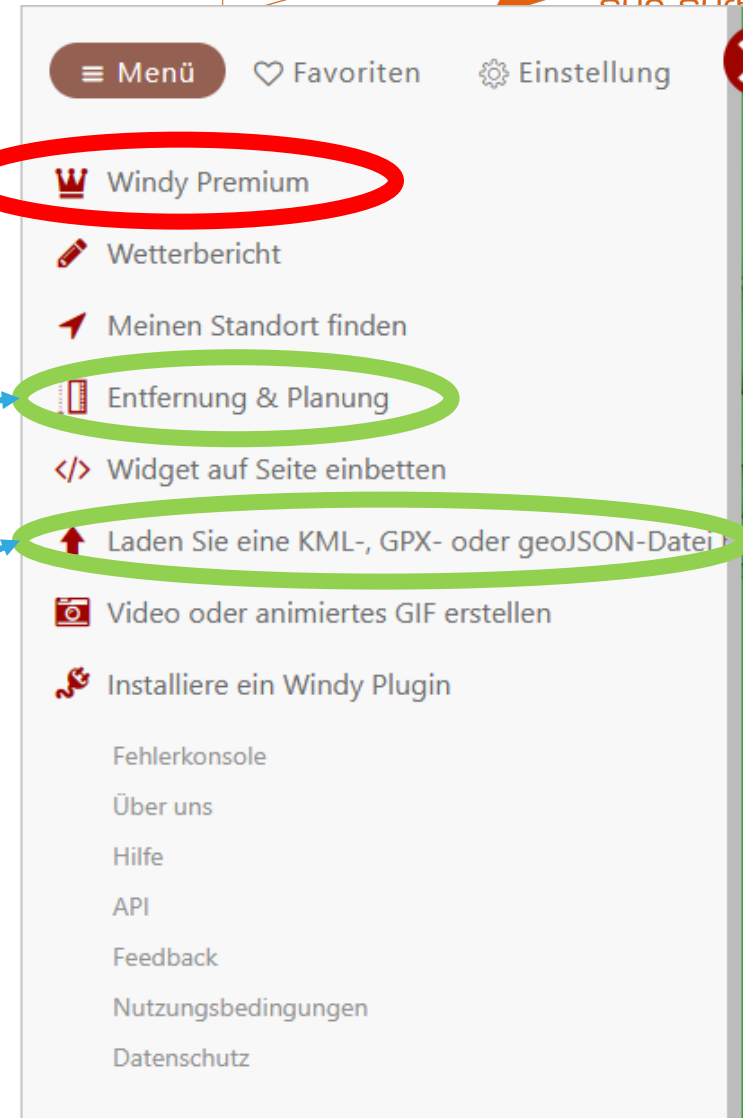 Menü Favoriten Einstellung
Windy Premium
Wetterbericht
Meinen Standort finden
Entfernung & Planung
</> Widget auf Seite einbetten
Laden Sie eine KML-, GPX- oder geoJSON-Datei
Video oder animiertes GIF erstellen
Installiere ein Windy Plugin
Fehlerkonsole
Über uns
Hilfe
API
Feedback
Nutzungsbedingungen
Datenschutz